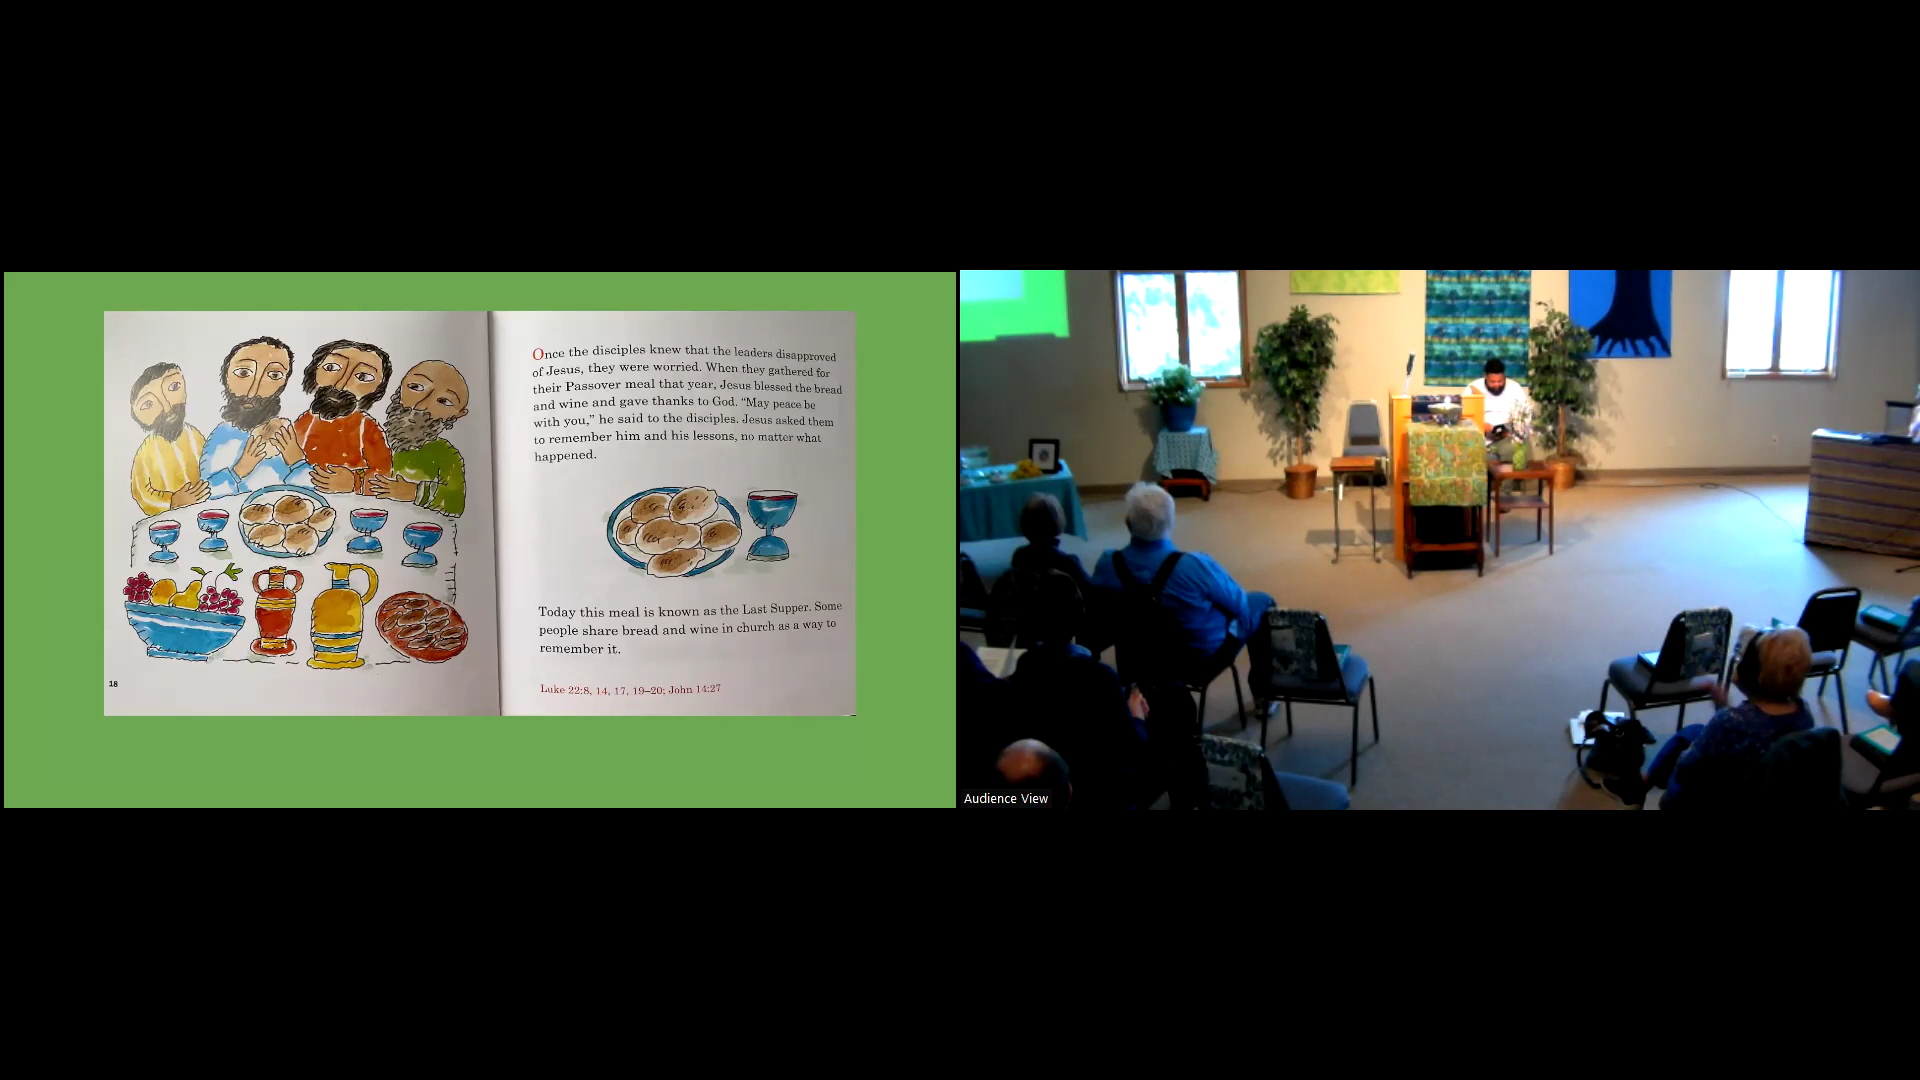 Once the disciples knew that the leaders disapproved
of Jesus, they were worried. When they gathered for
their Passover meal that year, Jesus blessed the bread
and wine and gave thanks to God. “May peace be
with you,” he said to the disciples. Jesus asked them
to remember him and his lessons, no matter what
happened.
Today this meal is known as the Last Supper. Some
people share bread and wine in church as a way to
remember it.
Luke 22:8, 14, 17, 19–20; John 14:27
18
Audience View